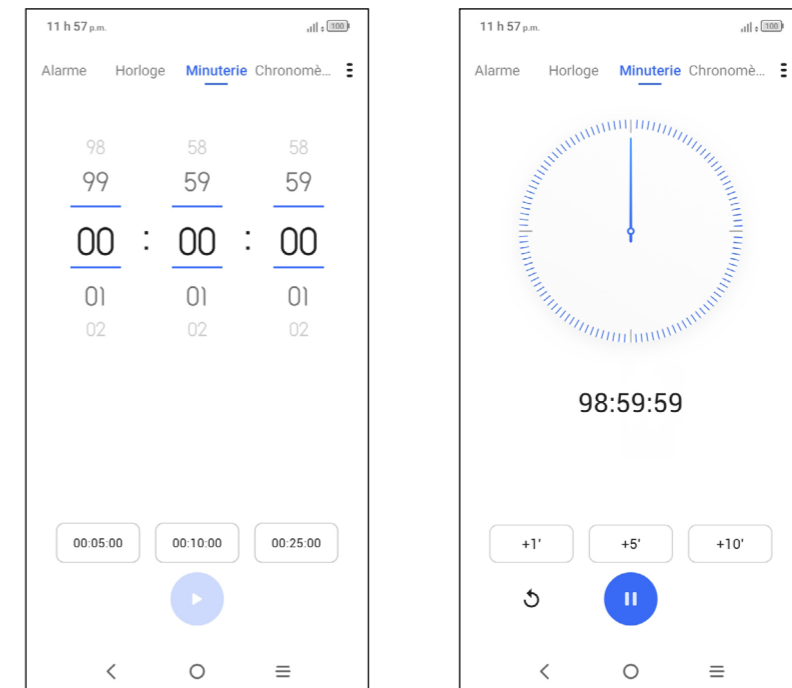 11 h 57 p.m. 100
Alarme Horloge Minuterie Chronomè...
98 58 58
99 59 59
00 : 00 : 00
01 01 01
02 02 02
00:05:00 00:10:00 00:25:00
11 h 57 p.m. 100
Alarme Horloge Minuterie Chronomè...
98:59:59
+1' +5' +10'